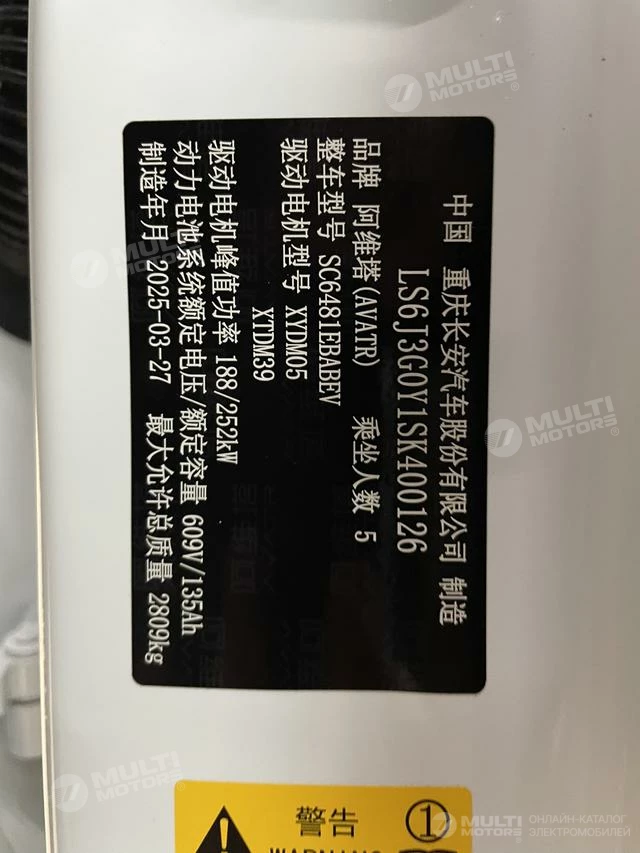 中国 重庆长安汽车股份有限公司 制造
LS6J3G0Y1SK400126
品牌 阿维塔(AVATR) 乘坐人数 5
整车型号 SC6481EBABEV
驱动电机型号 XYDM05
XTDM39
驱动电机峰值功率 188/252kW
动力电池系统额定电压/额定容量 609V/135Ah
制造年月 2025-03-27 最大允许总质量 2809kg
警告 ①
WARNING
MULTI MOTORS®
MULTI MOTORS®
MULTI MOTORS®
MULTI MOTORS
MULTI MOTORS® ОНЛАЙН-КАТАЛОГ ЭЛЕКТРОМОБИЛЕЙ